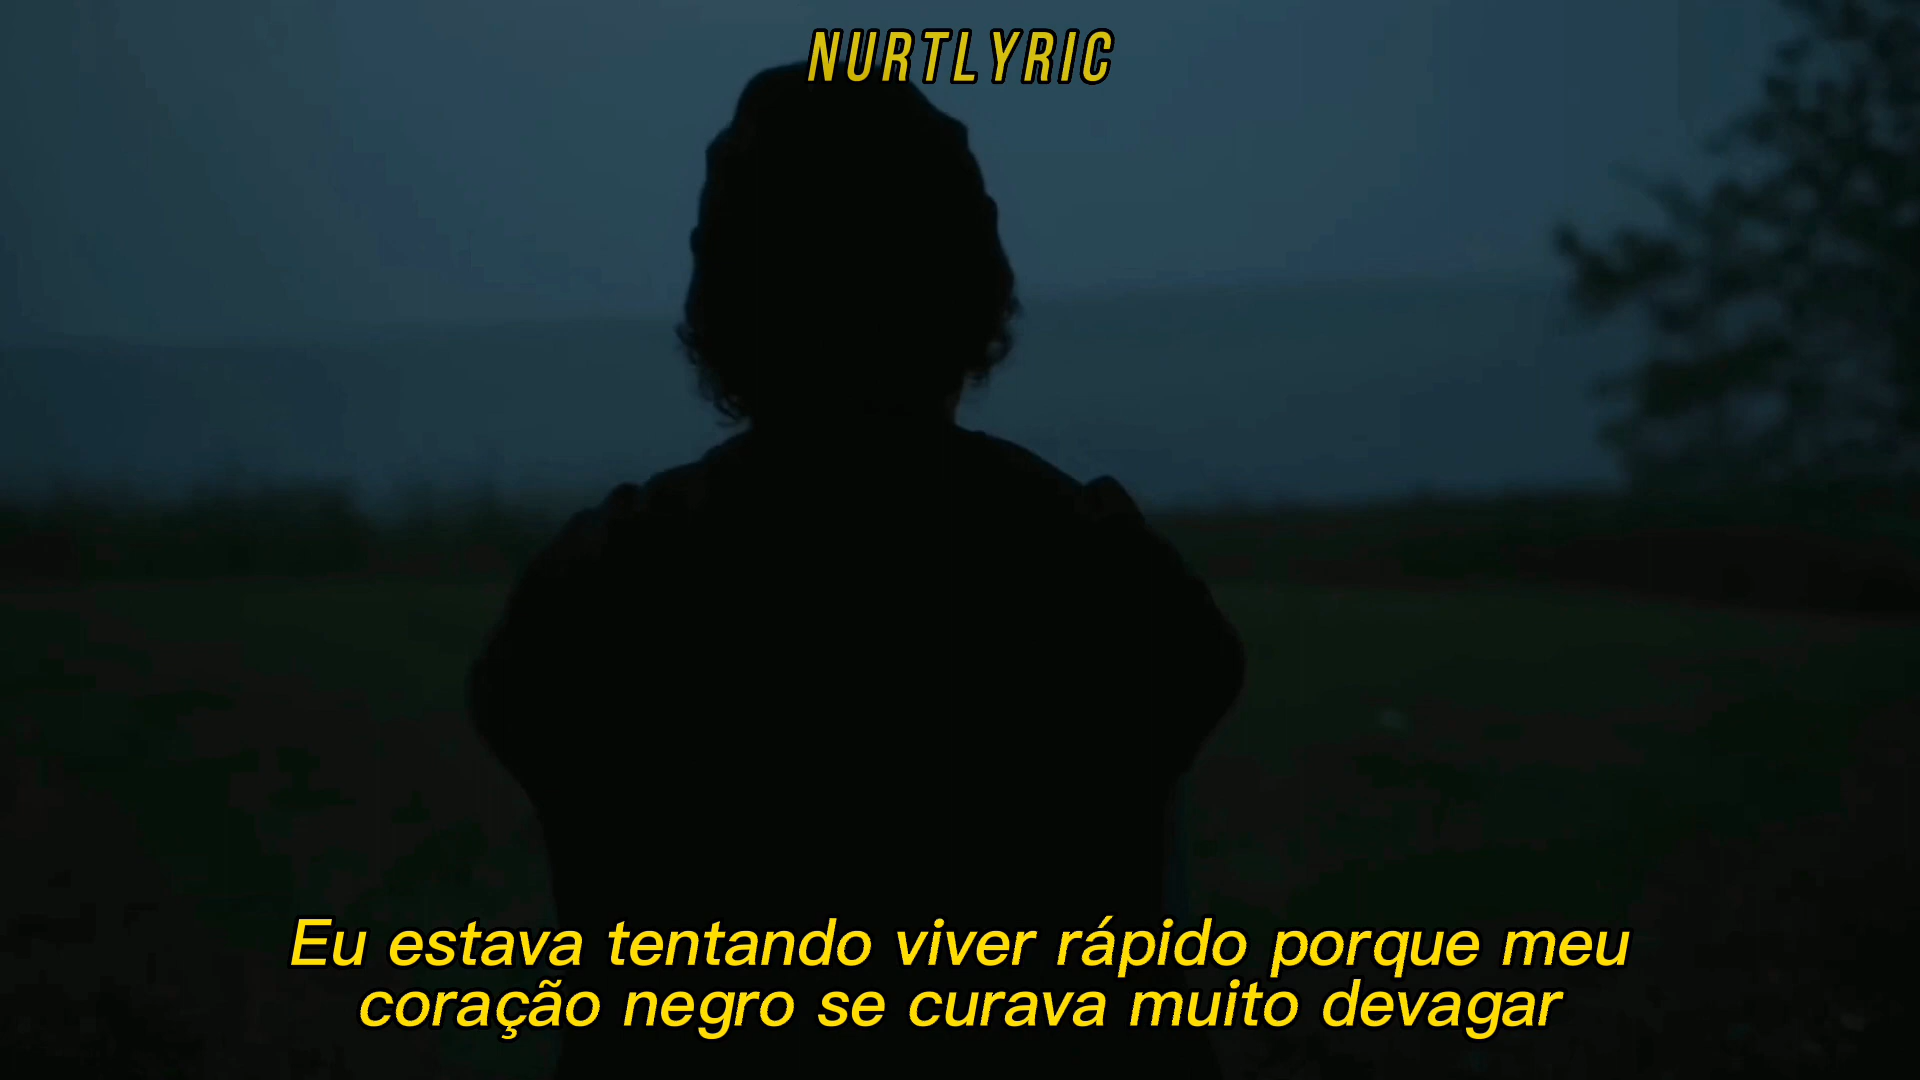 NURTLYRIC
Eu estava tentando viver rápido porque meu
coração negro se curava muito devagar